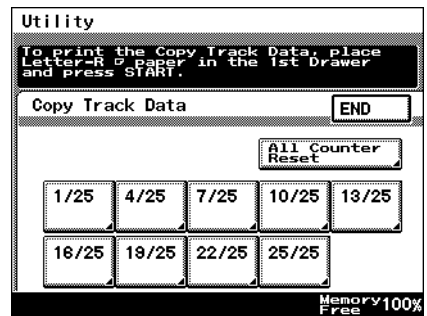 Utility
To print the Copy Track Data, place
Letter-R paper in the 1st Drawer
and press START.
Copy Track Data
END
All Counter
Reset
1/25 4/25 7/25 10/25 13/25
16/25 19/25 22/25 25/25
Memory 100%
Free